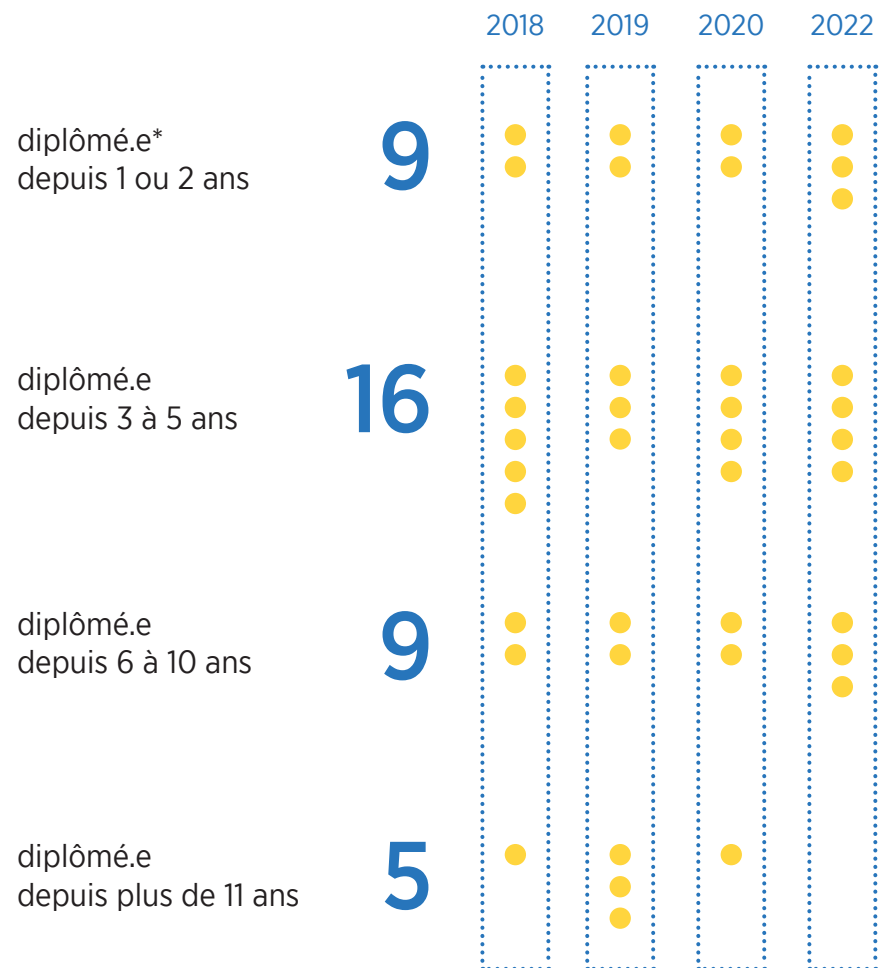 2018 2019 2020 2022
diplômé.e*
depuis 1 ou 2 ans
9
diplômé.e
depuis 3 à 5 ans
16
diplômé.e
depuis 6 à 10 ans
9
diplômé.e
depuis plus de 11 ans
5